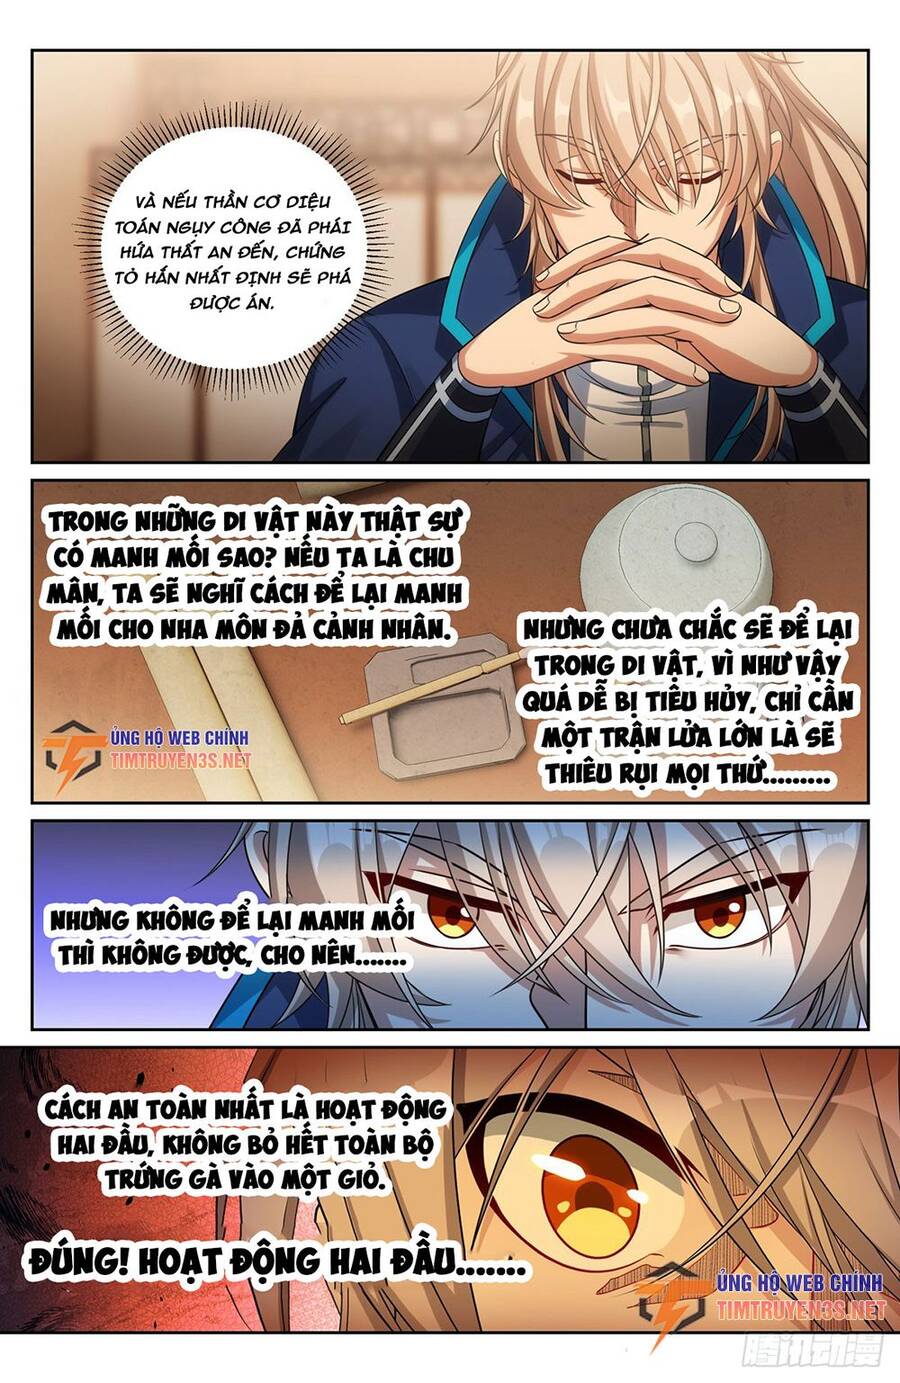 VÀ NẾU THẦN CƠ DIỆU
TOÁN NGỤY CÔNG ĐÃ PHÁI
HỨA THẤT AN ĐẾN, CHỨNG
TỎ HẮN NHẤT ĐỊNH SẼ PHÁ
ĐƯỢC ÁN.
TRONG NHỮNG DI VẬT NÀY THẬT SỰ
CÓ MANH MỐI SAO? NẾU TA LÀ CHU
MÂN, TA SẼ NGHĨ CÁCH ĐỂ LẠI MANH
MỐI CHO NHA MÔN ĐẢ CẢNH NHÂN.
NHƯNG CHƯA CHẮC SẼ ĐỂ LẠI
TRONG DI VẬT, VÌ NHƯ VẬY
QUÁ DỄ BỊ TIÊU HỦY, CHỈ CẦN
MỘT TRẬN LỬA LỚN LÀ SẼ
THIÊU RỤI MỌI THỨ..........
ỦNG HỘ WEB CHÍNH
TIMTRUYEN3S.NET
NHƯNG KHÔNG ĐỂ LẠI MANH MỐI
THÌ KHÔNG ĐƯỢC, CHO NÊN.......
CÁCH AN TOÀN NHẤT LÀ HOẠT ĐỘNG
HAI ĐẦU, KHÔNG BỎ HẾT TOÀN BỘ
TRỨNG GÀ VÀO MỘT GIỎ.
ĐÚNG! HOẠT ĐỘNG HAI ĐẦU.......
ỦNG HỘ WEB CHÍNH
TIMTRUYEN3S.NET
腾讯动漫